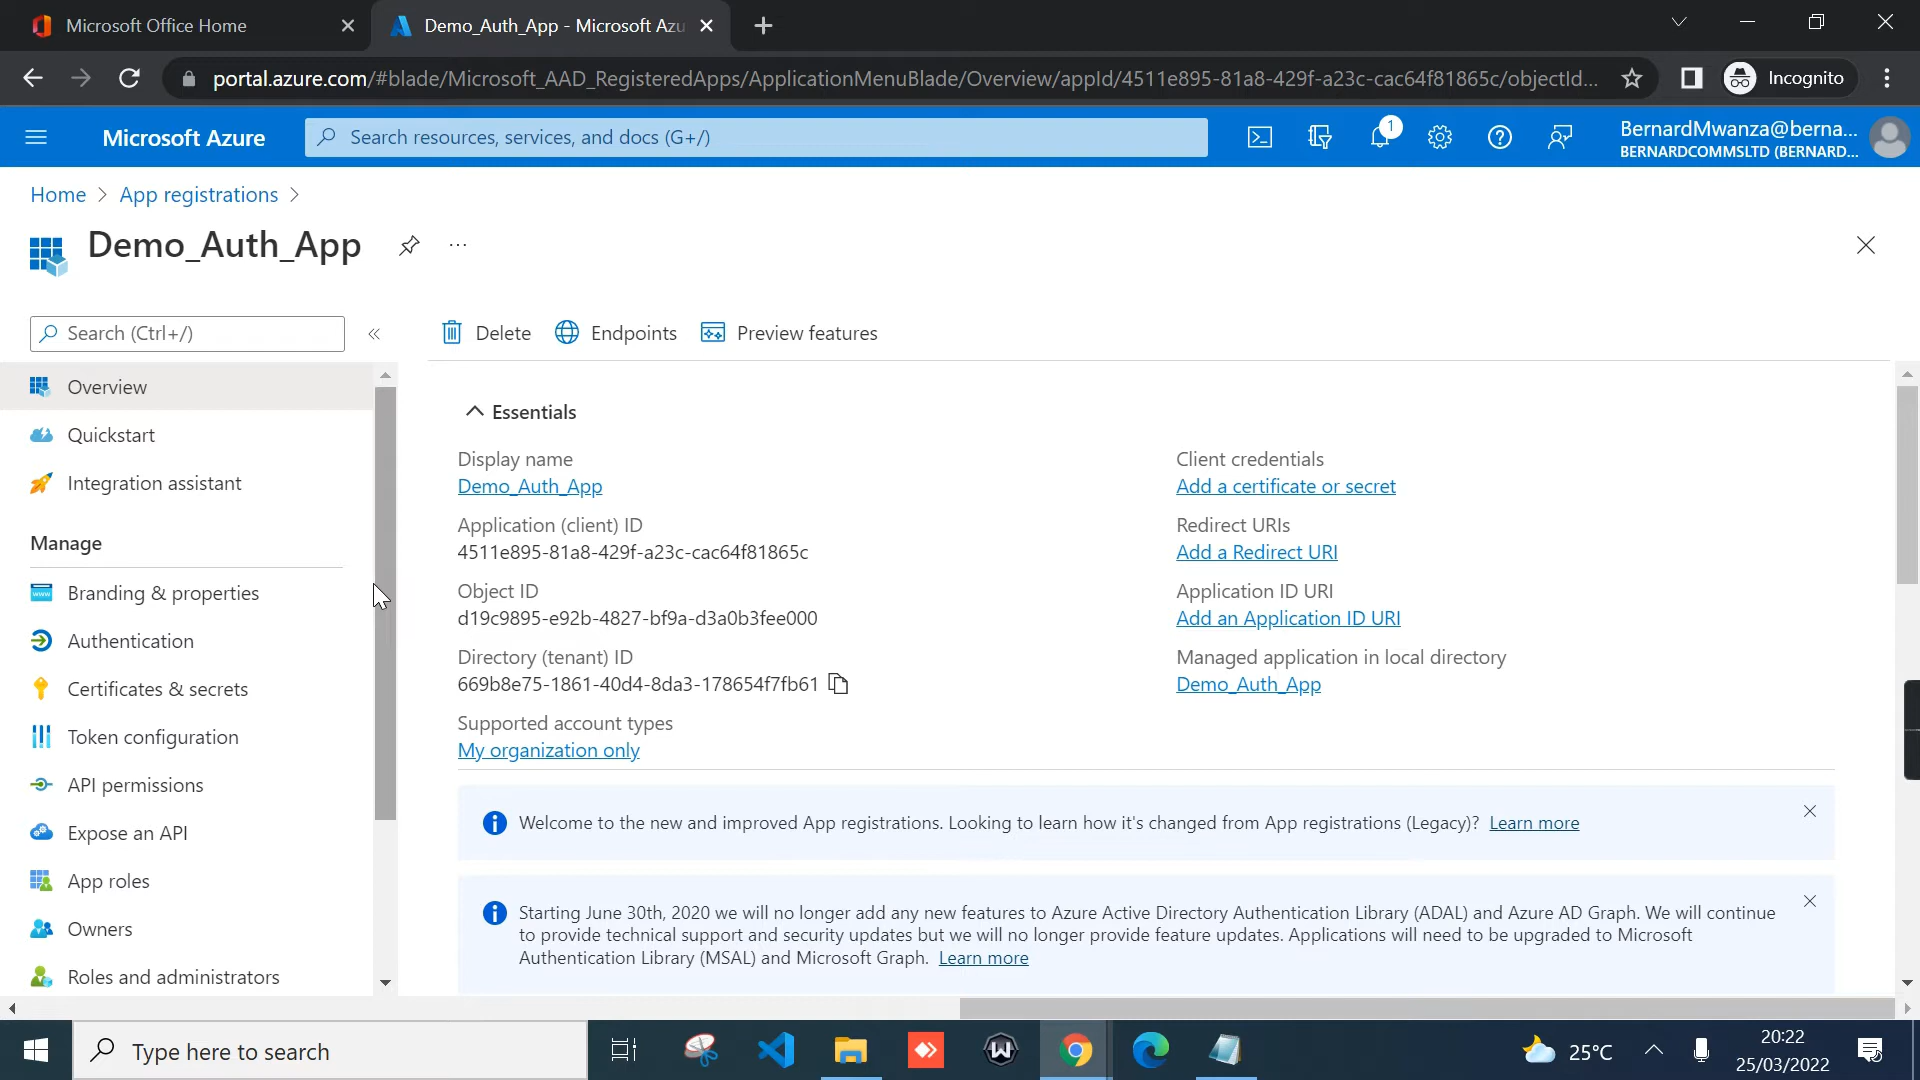 Microsoft Office Home
Demo_Auth_App - Microsoft Azu
portal.azure.com/#blade/Microsoft_AAD_RegisteredApps/ApplicationMenuBlade/Overview/appId/4511e895-81a8-429f-a23c-cac64f81865c/objectId...
Incognito
Microsoft Azure
Search resources, services, and docs (G+/)
1
BernardMwanza@berna...
BERNARDCOMMSLTD (BERNARD...
Home > App registrations >
Demo_Auth_App
...
Search (Ctrl+/)
Delete
Endpoints
Preview features
Overview
Quickstart
Integration assistant
Manage
Branding & properties
Authentication
Certificates & secrets
Token configuration
API permissions
Expose an API
App roles
Owners
Roles and administrators
Essentials
Display name
Demo_Auth_App
Application (client) ID
4511e895-81a8-429f-a23c-cac64f81865c
Object ID
d19c9895-e92b-4827-bf9a-d3a0b3fee000
Directory (tenant) ID
669b8e75-1861-40d4-8da3-178654f7fb61
Supported account types
My organization only
Client credentials
Add a certificate or secret
Redirect URIs
Add a Redirect URI
Application ID URI
Add an Application ID URI
Managed application in local directory
Demo_Auth_App
Welcome to the new and improved App registrations. Looking to learn how it's changed from App registrations (Legacy)? Learn more
Starting June 30th, 2020 we will no longer add any new features to Azure Active Directory Authentication Library (ADAL) and Azure AD Graph. We will continue
to provide technical support and security updates but we will no longer provide feature updates. Applications will need to be upgraded to Microsoft
Authentication Library (MSAL) and Microsoft Graph. Learn more
Type here to search
25°C
20:22
25/03/2022